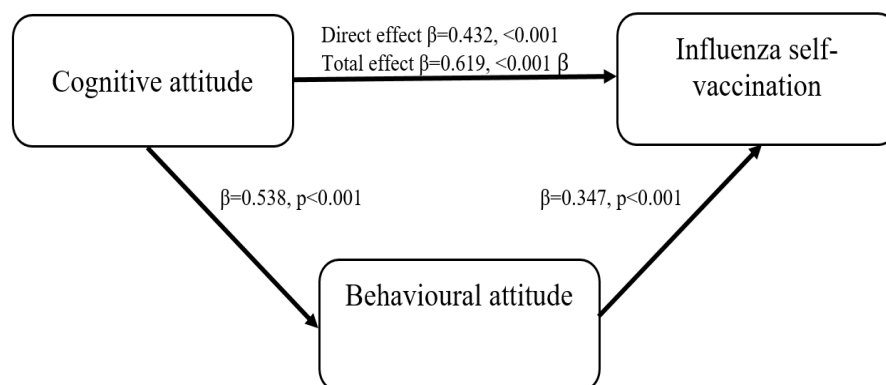 Direct effect β=0.432, <0.001
Total effect β=0.619, <0.001 β
Cognitive attitude
Influenza self-
vaccination
β=0.538, p<0.001
β=0.347, p<0.001
Behavioural attitude